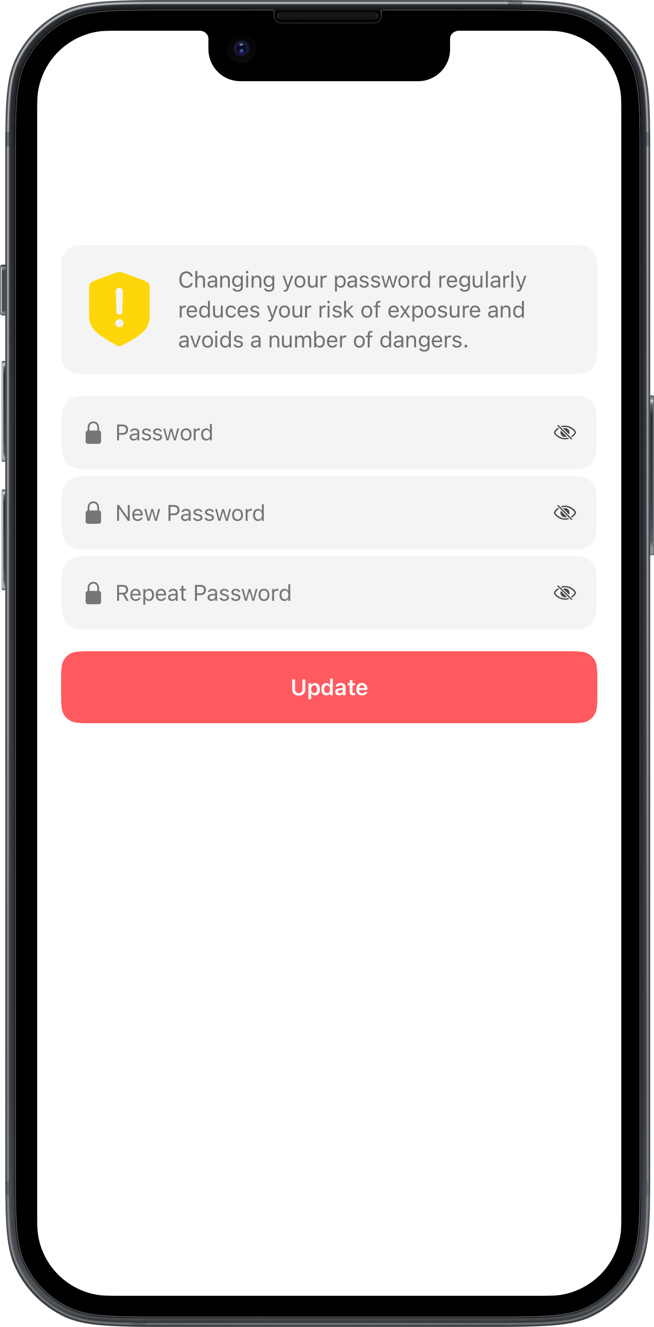 Changing your password regularly
reduces your risk of exposure and
avoids a number of dangers.
Password
New Password
Repeat Password
Update